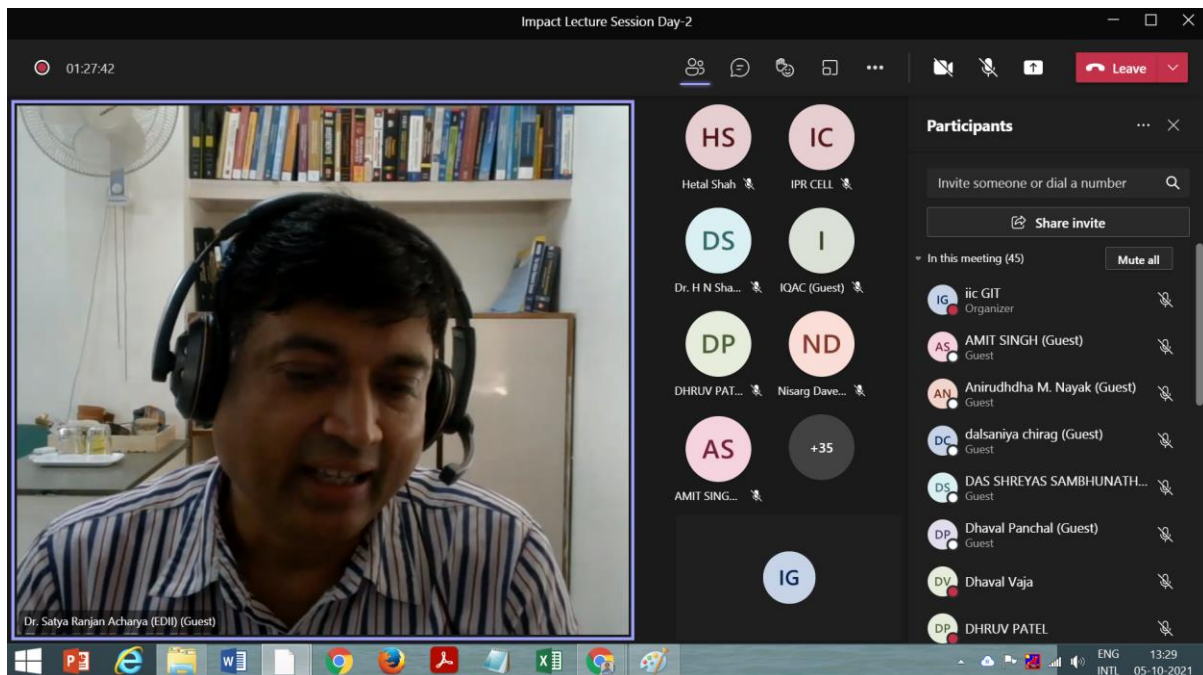 Impact Lecture Session Day-2
01:27:42
Leave
HS
IC
Hetal Shah
IPR CELL
DS
I
Dr. H N Sha...
IQAC (Guest)
DP
ND
DHRUV PAT...
Nisarg Dave...
AS
+35
AMIT SING...
IG
Dr. Satya Ranjan Acharya (EDII) (Guest)
Participants
Invite someone or dial a number
Share invite
In this meeting (45)
Mute all
IG
iic GIT
Organizer
AS
AMIT SINGH (Guest)
Guest
AN
Anirudhdha M. Nayak (Guest)
Guest
DC
dalsaniya chirag (Guest)
Guest
DS
DAS SHREYAS SAMBHUNATH...
Guest
DP
Dhaval Panchal (Guest)
Guest
DV
Dhaval Vaja
DP
DHRUV PATEL
ENG
INTL
13:29
05-10-2021